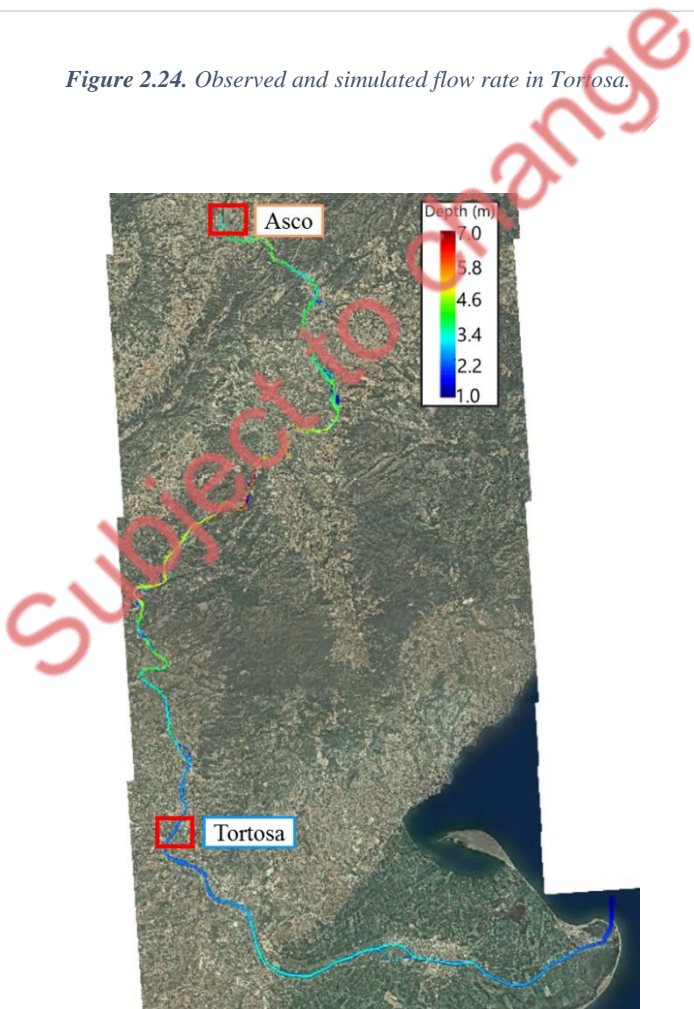 Figure 2.24. Observed and simulated flow rate in Tortosa.
Subject to change
Asco
Depth (m)
7.0
5.8
4.6
3.4
2.2
1.0
Tortosa